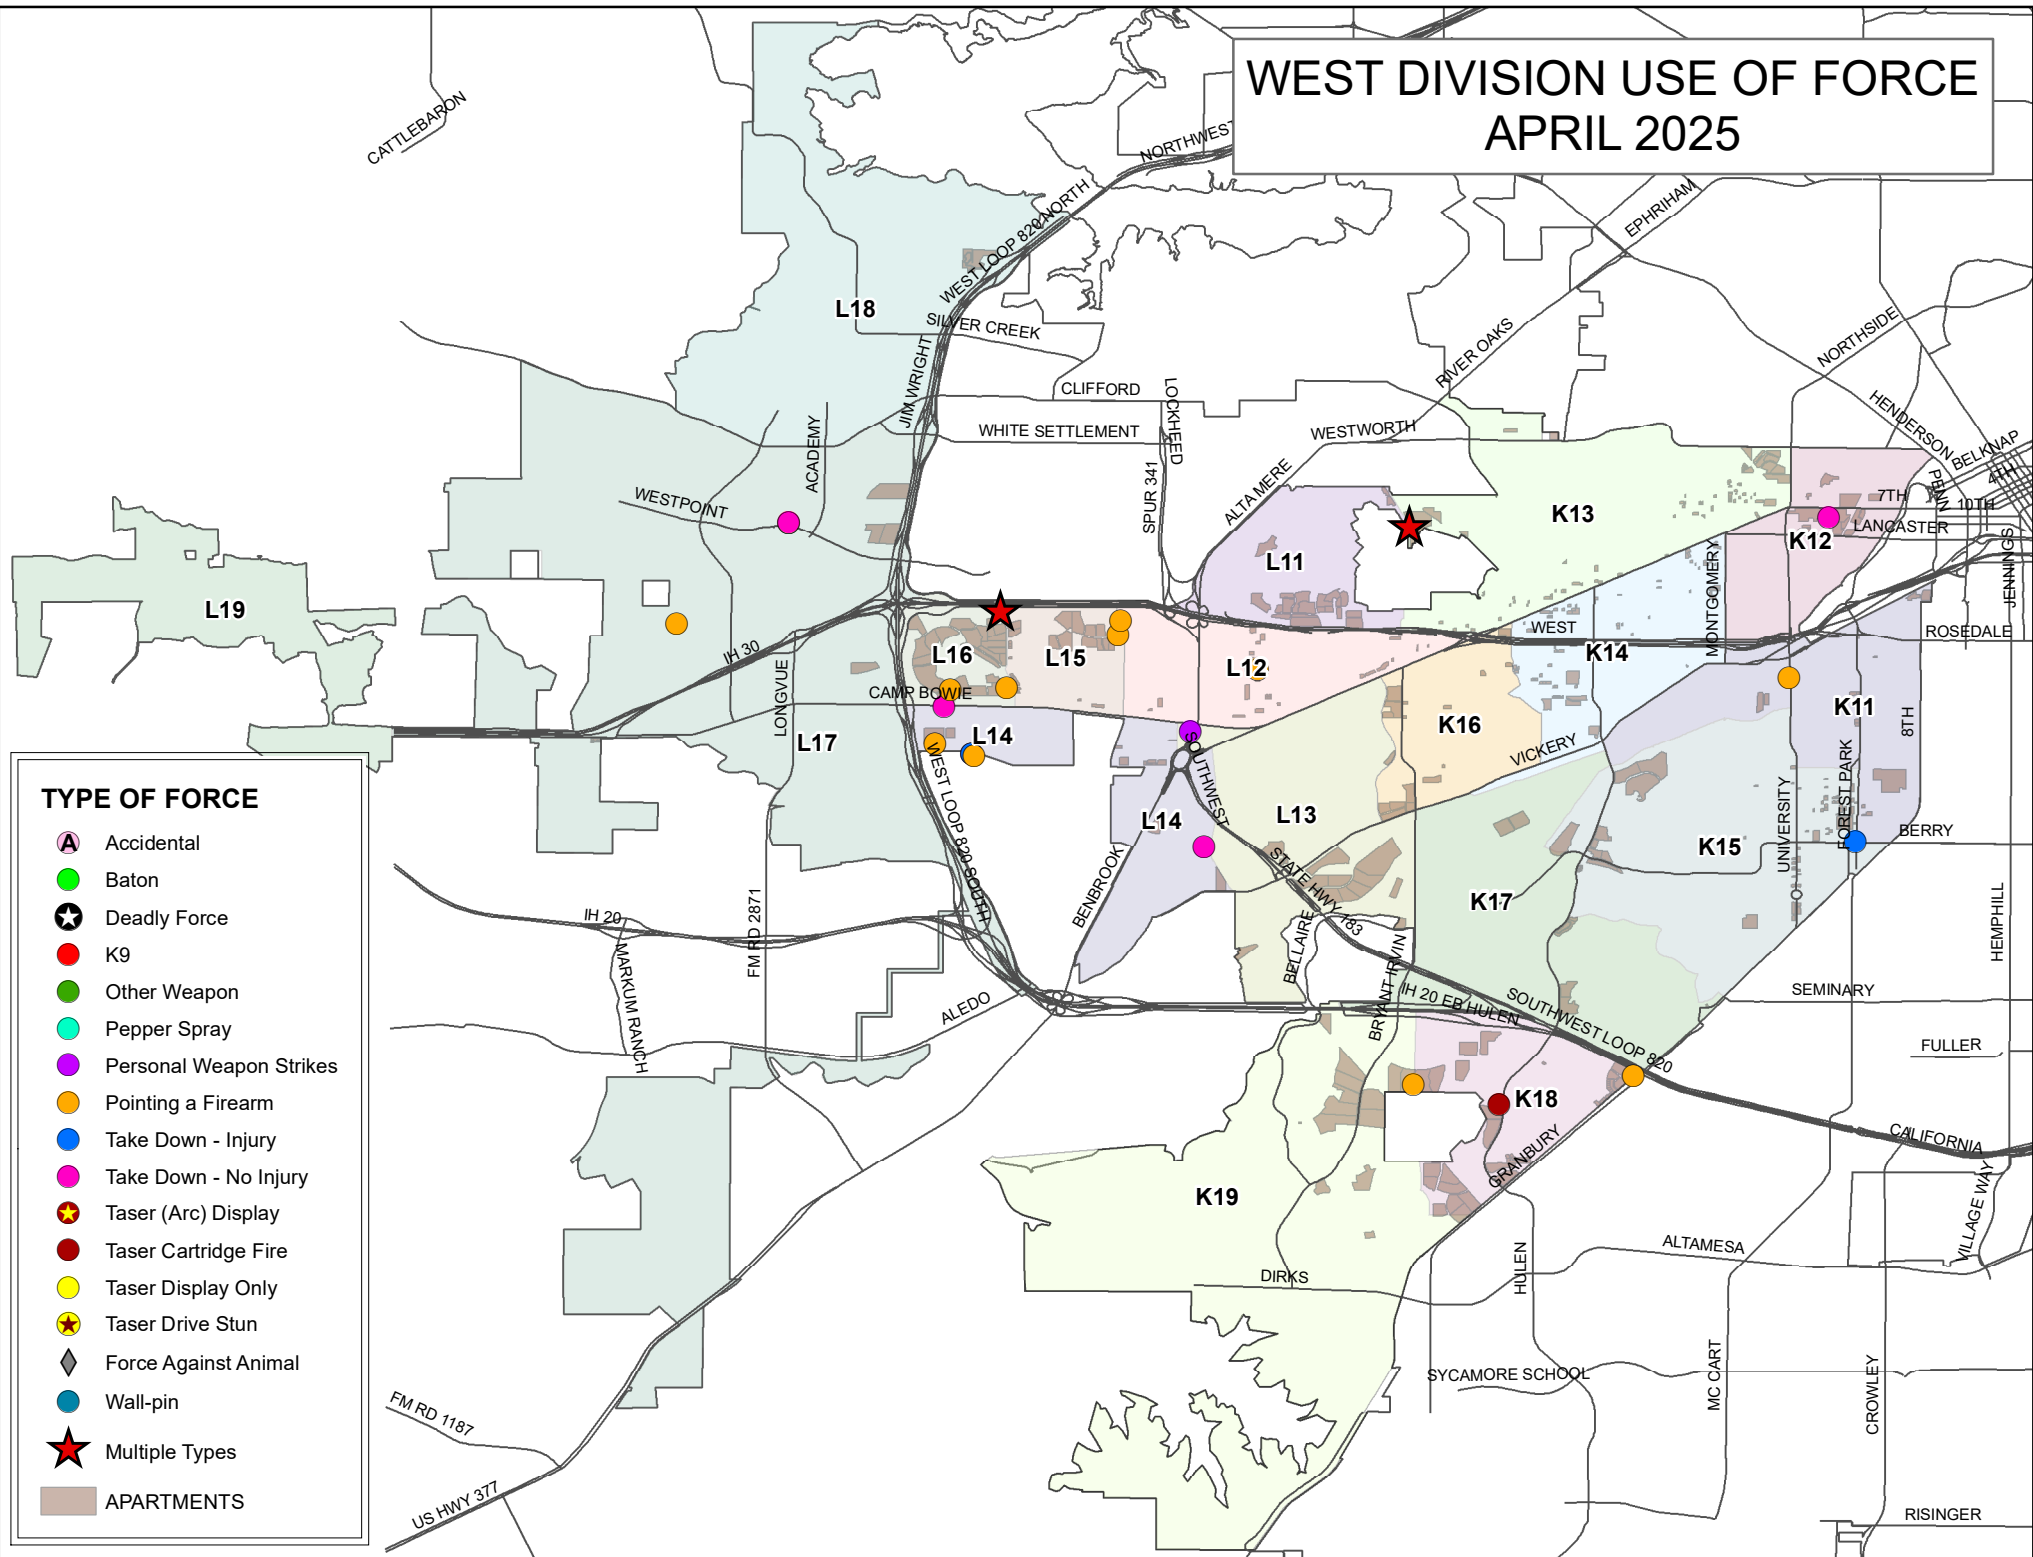 WEST DIVISION USE OF FORCE
APRIL 2025
CATTLEBARON
NORTHWEST
EPHRIHAM
WEST LOOP 820 NORTH
L18
SILVER CREEK
NORTHSIDE
RIVER OAKS
JIM WRIGHT
CLIFFORD
LOCKHEED
HENDERSON
WESTWORTH
WHITE SETTLEMENT
ACADEMY
BELKNAP
4TH
PENN
SPUR 341
ALTA MERE
WESTPOINT
7TH
10TH
K13
LANCASTER
K12
L11
MONTGOMERY
JENNINGS
L19
WEST
ROSEDALE
IH 30
L16
L15
L12
K14
LONGVUE
CAMP BOWIE
K11
K16
8TH
L17
L14
VICKERY
SOUTHWEST
WEST LOOP 820 SOUTH
TYPE OF FORCE
L14
L13
UNIVERSITY
FOREST PARK
BERRY
K15
A Accidental
Baton
Deadly Force
K9
Other Weapon
Pepper Spray
Personal Weapon Strikes
Pointing a Firearm
Take Down - Injury
Take Down - No Injury
Taser (Arc) Display
Taser Cartridge Fire
Taser Display Only
Taser Drive Stun
Force Against Animal
Wall-pin
Multiple Types
APARTMENTS
STATE HWY 183
BENBROOK
K17
HEMPHILL
IH 20
FM RD 2871
BELLAIRE
BRYANT IRVIN
MARKUM RANCH
ALEDO
IH 20 EB HULEN
SOUTHWEST LOOP 820
SEMINARY
FULLER
K18
GRANBURY
CALIFORNIA
K19
VILLAGE WAY
ALTAMESA
HULEN
DIRKS
SYCAMORE SCHOOL
MC CART
CROWLEY
FM RD 1187
US HWY 377
RISINGER